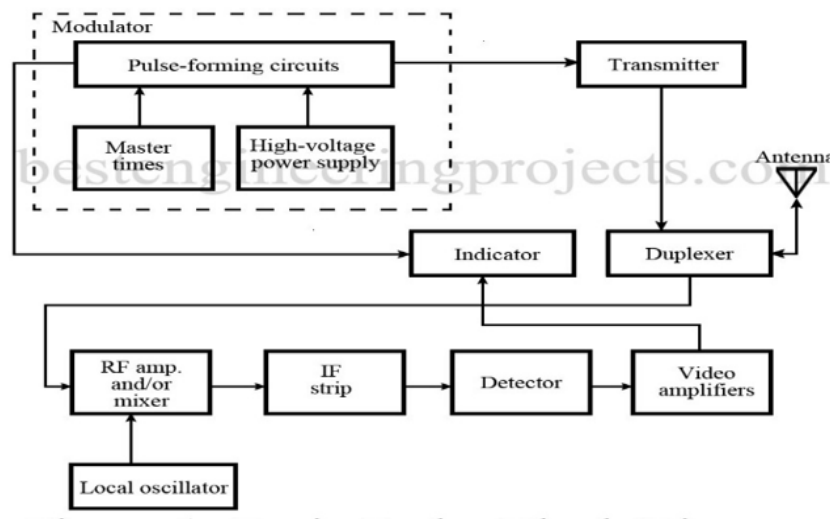 Modulator
Pulse-forming circuits
Transmitter
Master
times
High-voltage
power supply
bestengineeringprojects.com
Antenna
Indicator
Duplexer
RF amp.
and/or
mixer
IF
strip
Detector
Video
amplifiers
Local oscillator